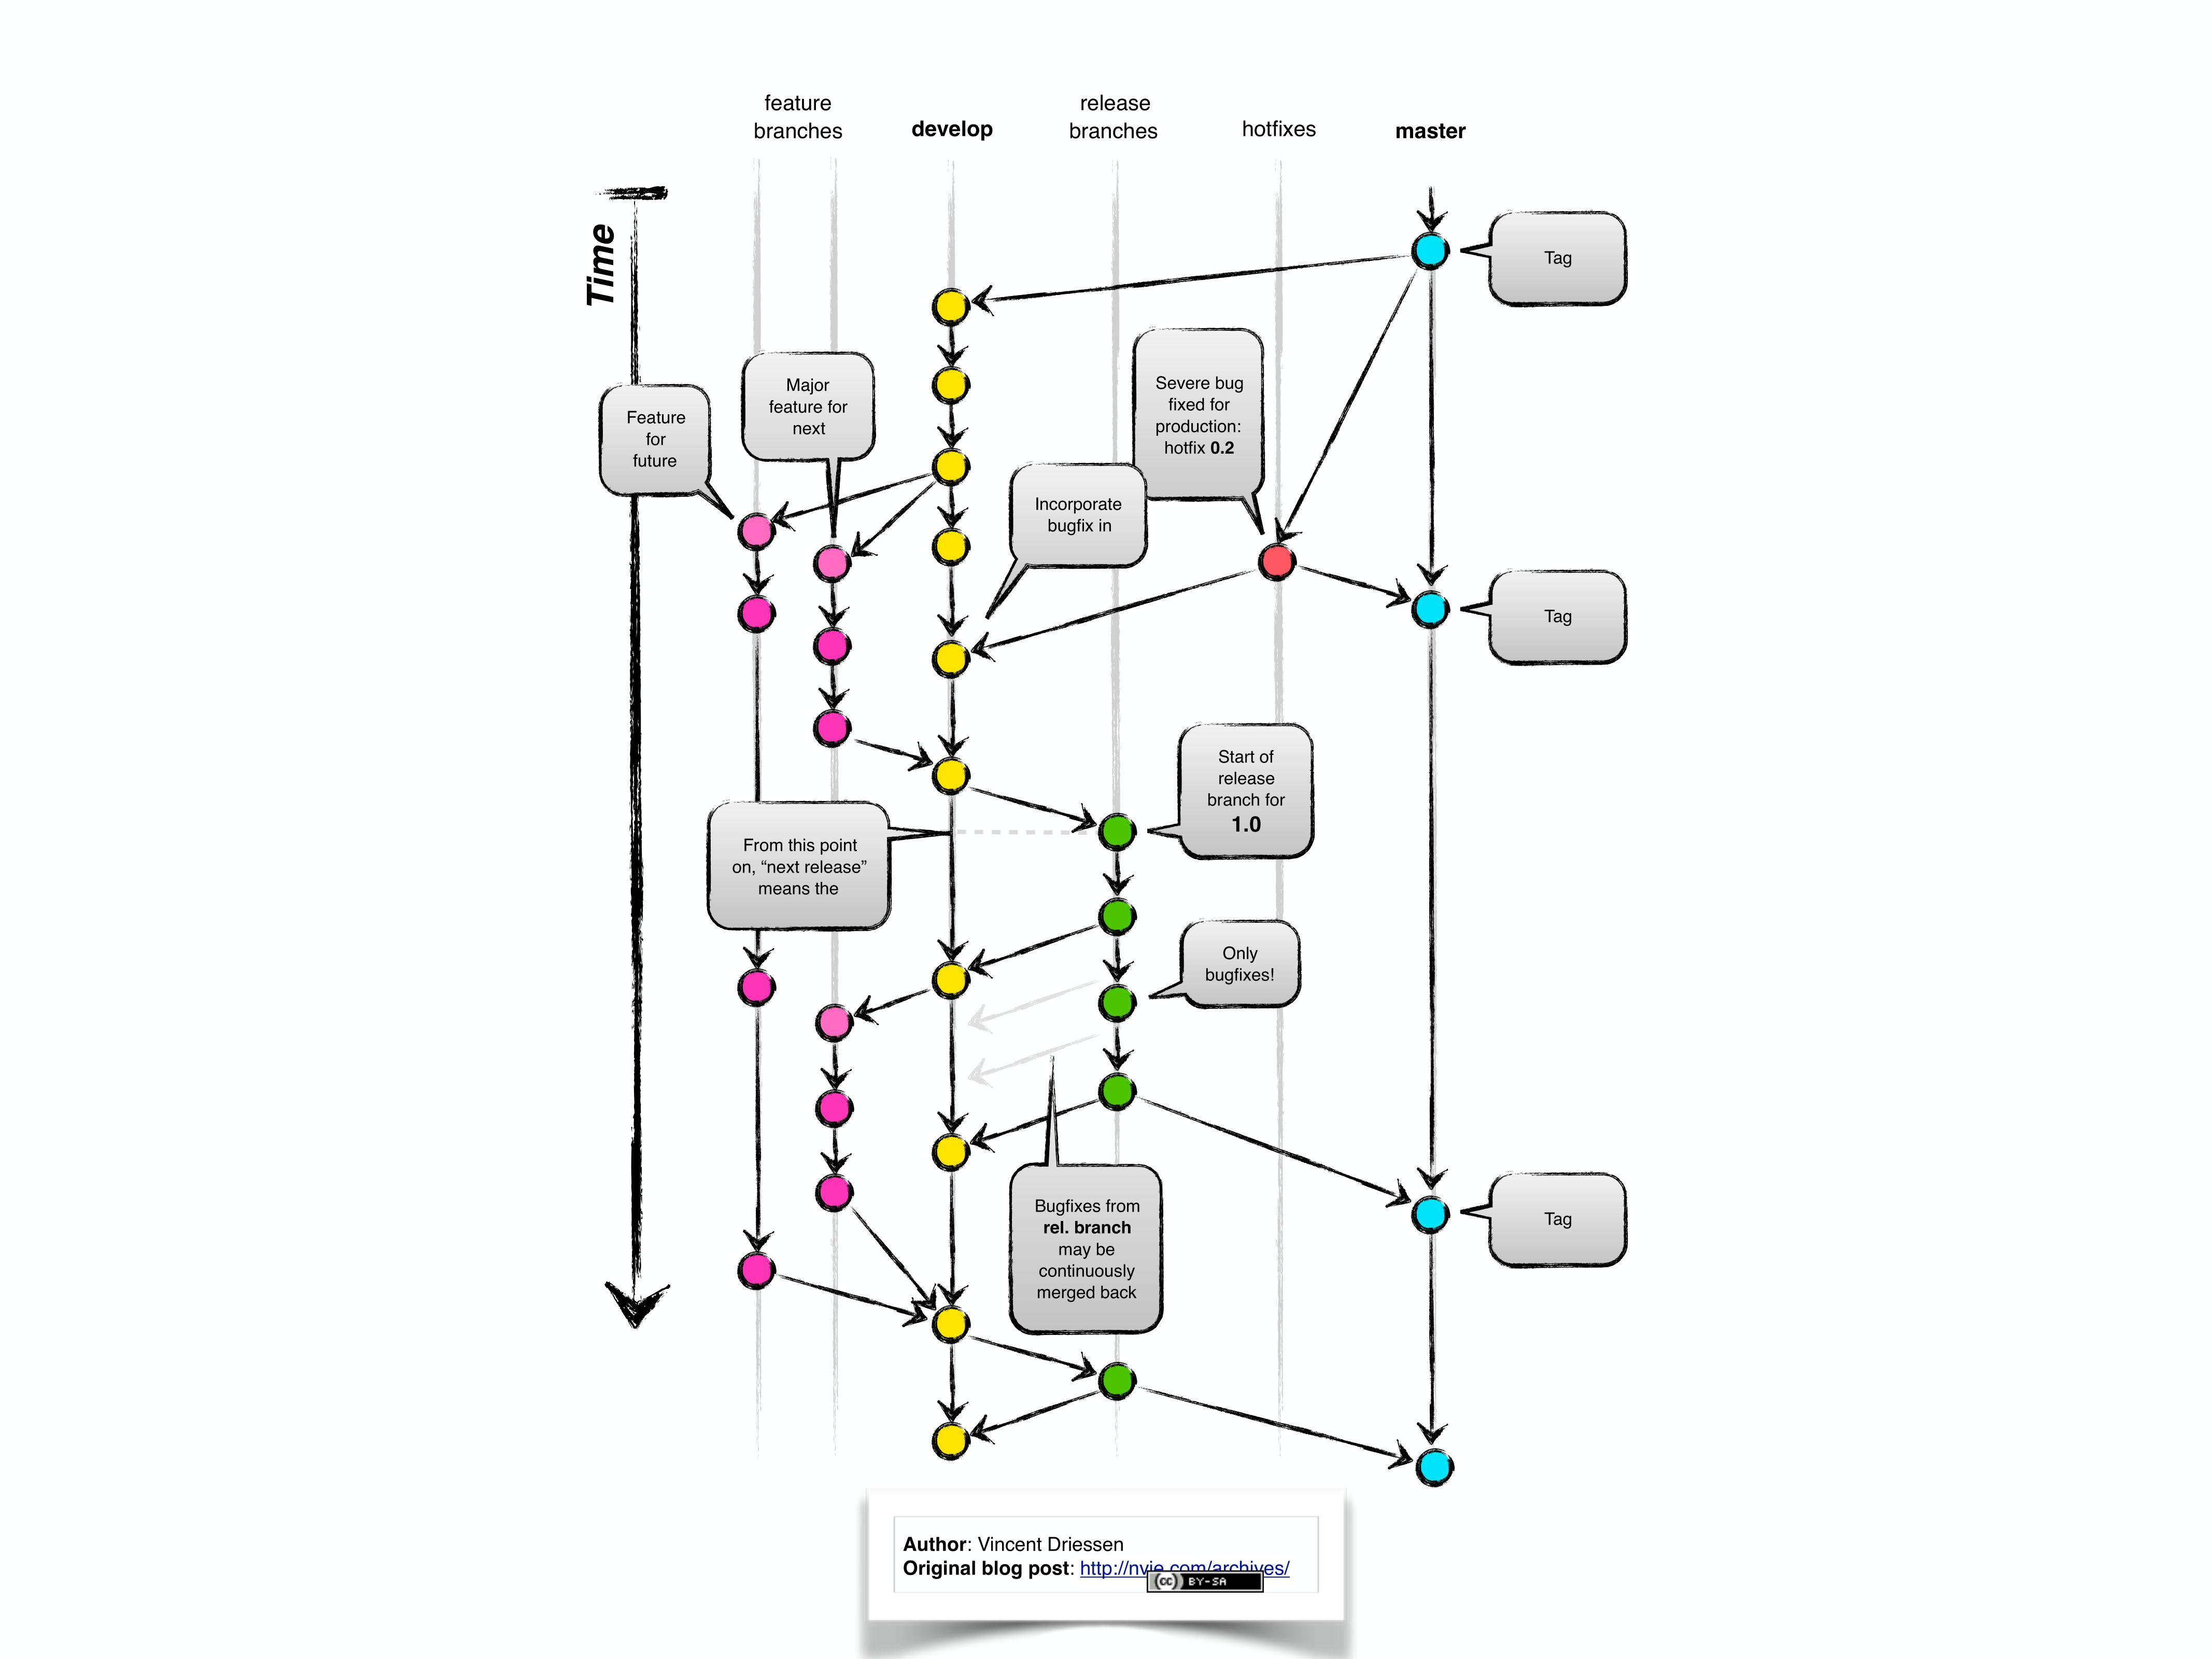 feature
branches
develop
release
branches
hotfixes
master
Time
Tag
Major
feature for
next
Severe bug
fixed for
production:
hotfix 0.2
Feature
for
future
Incorporate
bugfix in
Tag
Start of
release
branch for
1.0
From this point
on, “next release”
means the
Only
bugfixes!
Bugfixes from
rel. branch
may be
continuously
merged back
Tag
Author: Vincent Driessen
Original blog post: http://nvie.com/archives/
cc BY-SA